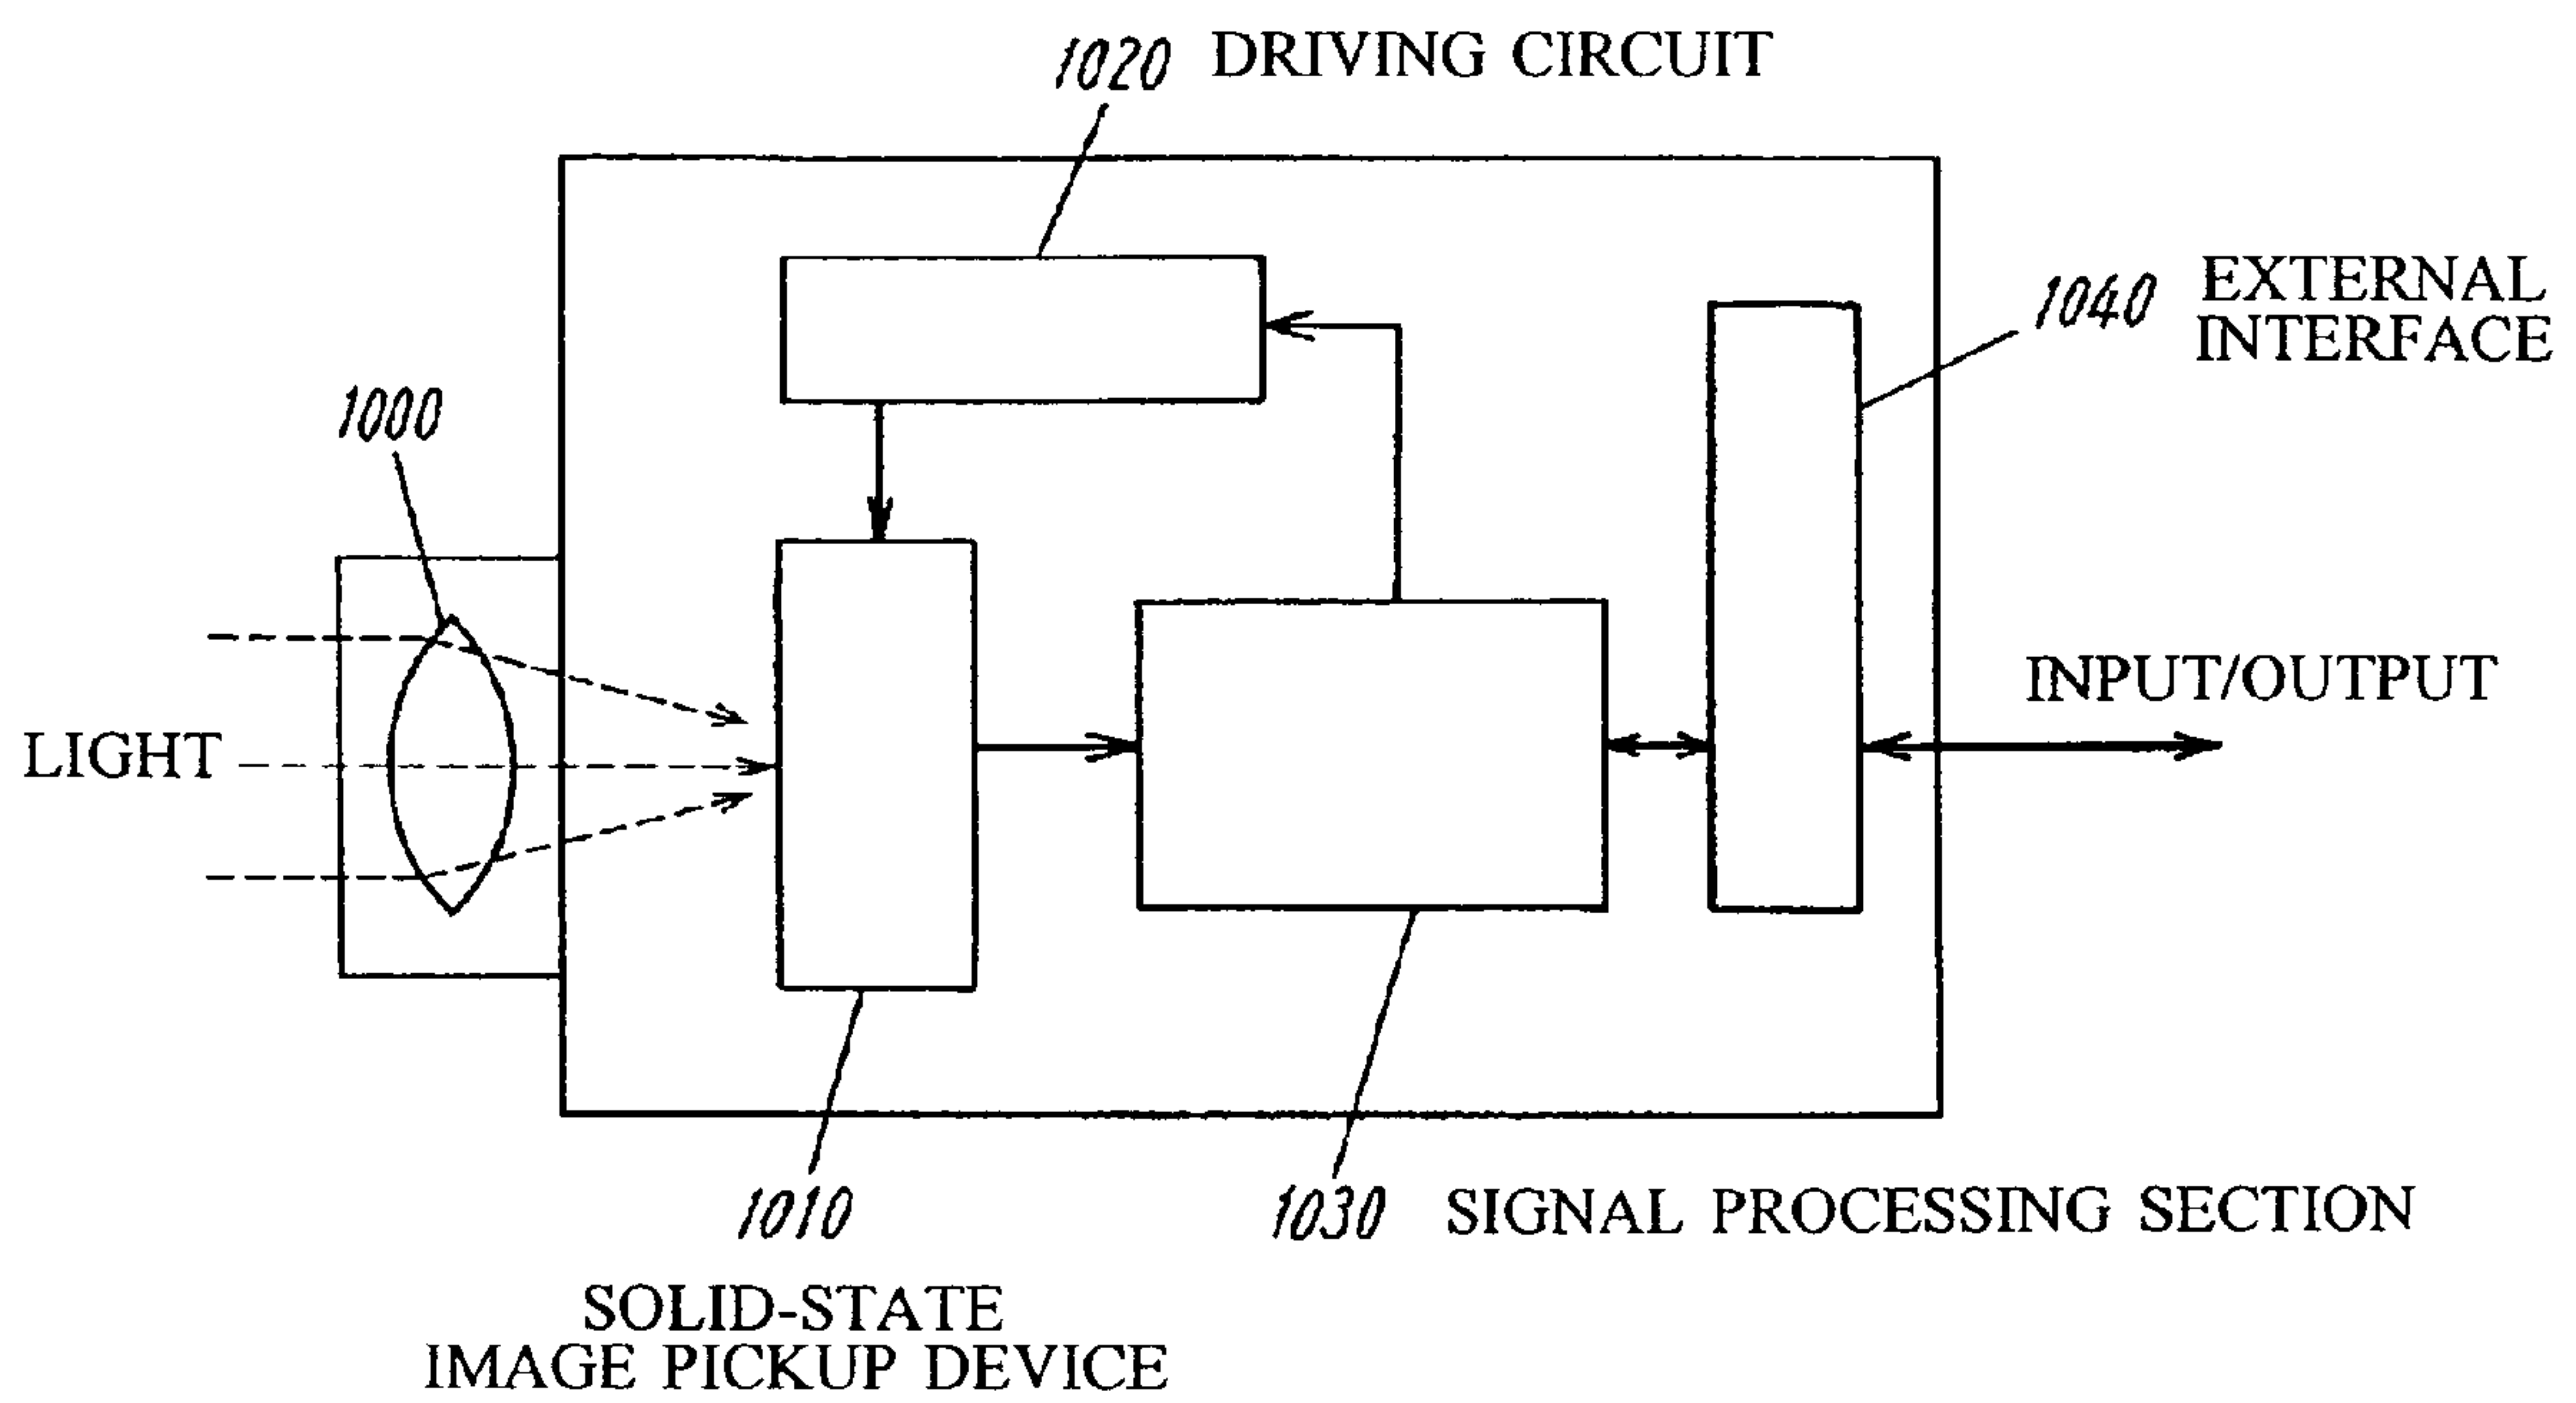 1020 DRIVING CIRCUIT
1040 EXTERNAL
INTERFACE
1000
INPUT/OUTPUT
LIGHT
1010
SOLID-STATE
IMAGE PICKUP DEVICE
1030 SIGNAL PROCESSING SECTION